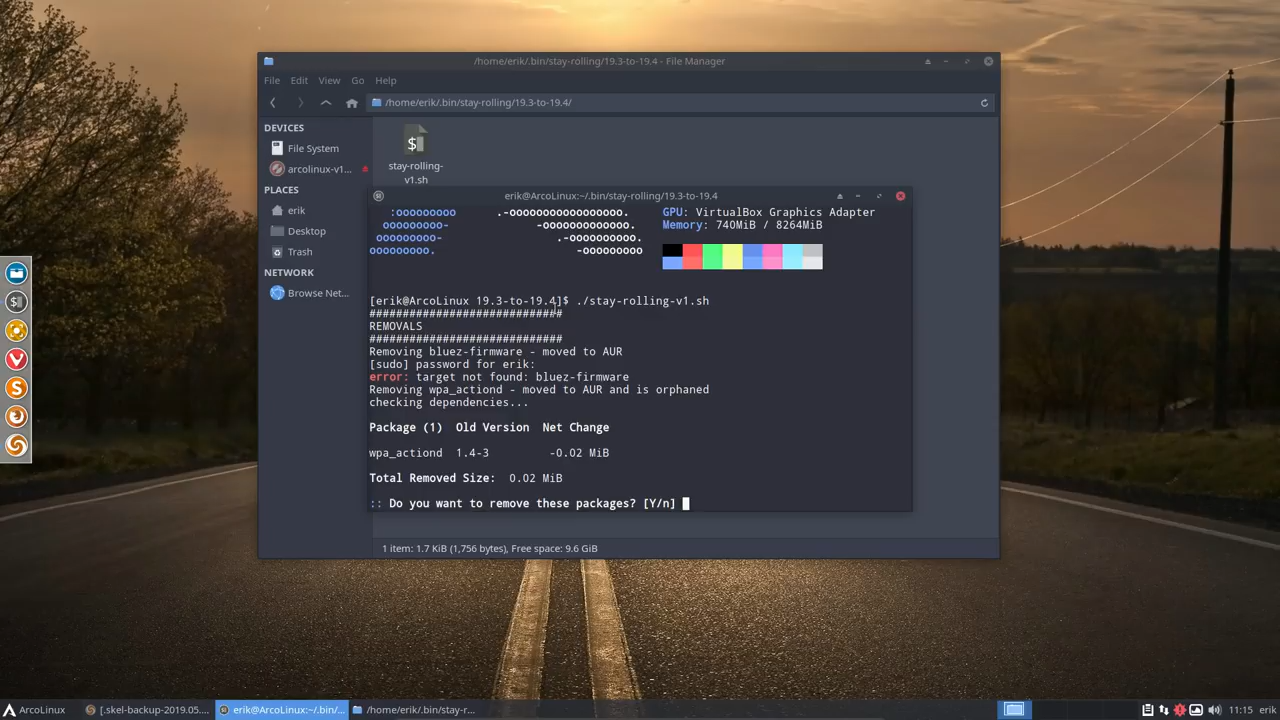 /home/erik/.bin/stay-rolling/19.3-to-19.4 - File Manager
File Edit View Go Help
/home/erik/.bin/stay-rolling/19.3-to-19.4/
DEVICES
File System
arcolinux-v1...
PLACES
erik
Desktop
Trash
NETWORK
Browse Net...
stay-rolling-
v1.sh
erik@ArcoLinux:~/.bin/stay-rolling/19.3-to-19.4
:ooooooooo .-ooooooooooooooooo. GPU: VirtualBox Graphics Adapter
ooooooooo- -ooooooooooooo. Memory: 740MiB / 8264MiB
ooooooooo- .-oooooooooo.
ooooooooo. -ooooooooo
[erik@ArcoLinux 19.3-to-19.4]$ ./stay-rolling-v1.sh
#############################
REMOVALS
#############################
Removing bluez-firmware - moved to AUR
[sudo] password for erik:
error: target not found: bluez-firmware
Removing wpa_actiond - moved to AUR and is orphaned
checking dependencies...
Package (1) Old Version Net Change
wpa_actiond 1.4-3 -0.02 MiB
Total Removed Size: 0.02 MiB
:: Do you want to remove these packages? [Y/n]
1 item: 1.7 KiB (1,756 bytes), Free space: 9.6 GiB
ArcoLinux [.skel-backup-2019.05.... erik@ArcoLinux:~/.bin/... /home/erik/.bin/stay-r... 11:15 erik